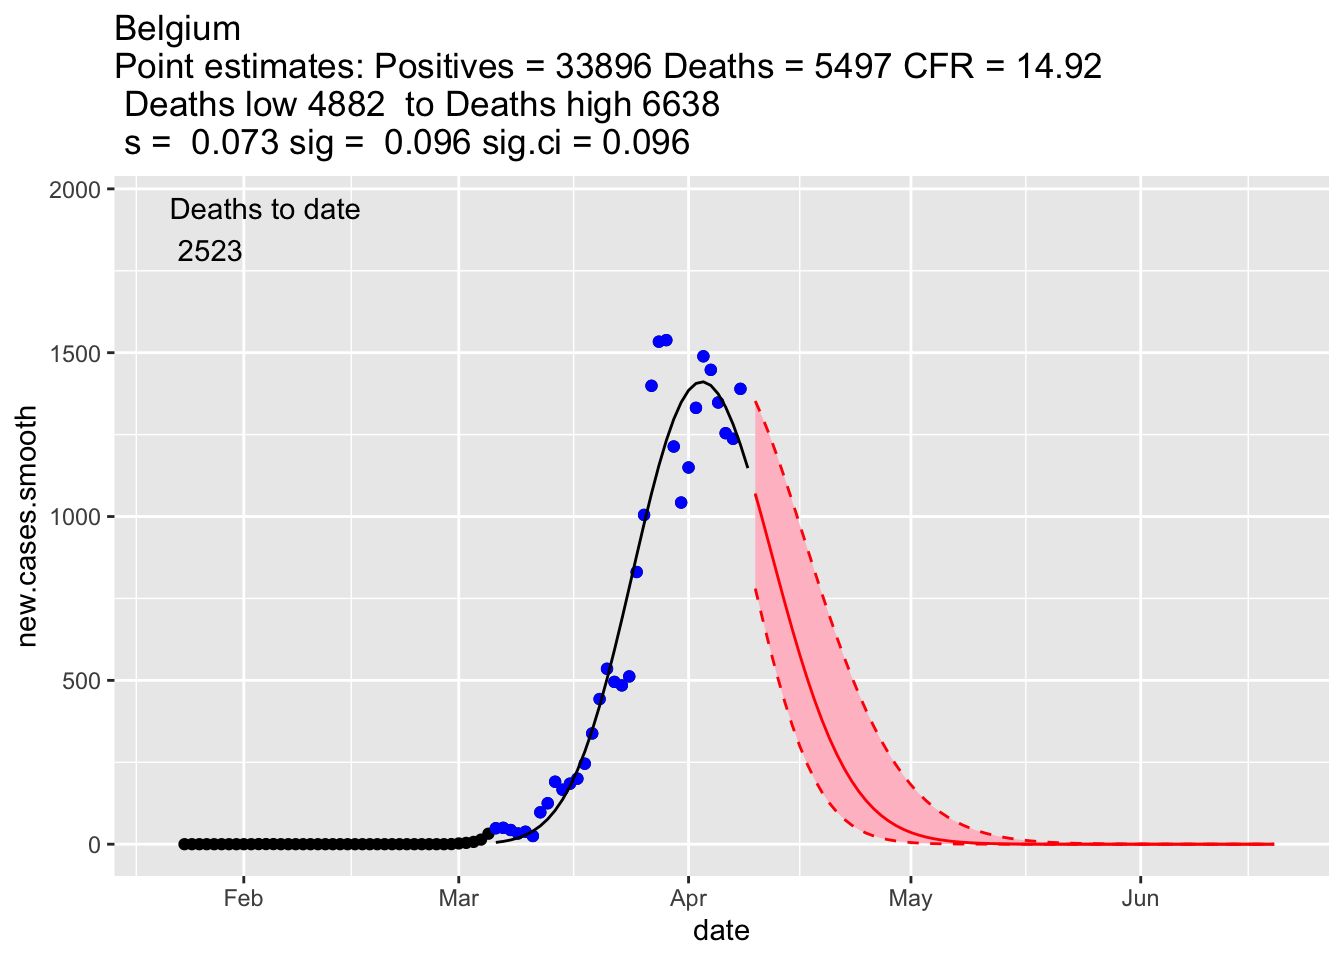 Belgium
Point estimates: Positives = 33896 Deaths = 5497 CFR = 14.92
Deaths low 4882  to Deaths high 6638
s =  0.073 sig =  0.096 sig.ci = 0.096
Deaths to date
2523
2000
1500
1000
500
0
new.cases.smooth
Feb Mar Apr May Jun
date